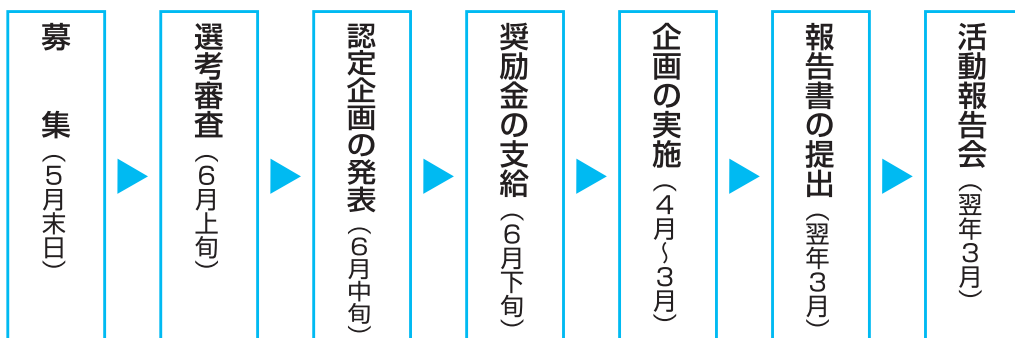 募　集（５月末日）
選考審査（６月上旬）
認定企画の発表（６月中旬）
奨励金の支給（６月下旬）
企画の実施（４月～３月）
報告書の提出（翌年３月）
活動報告会（翌年３月）